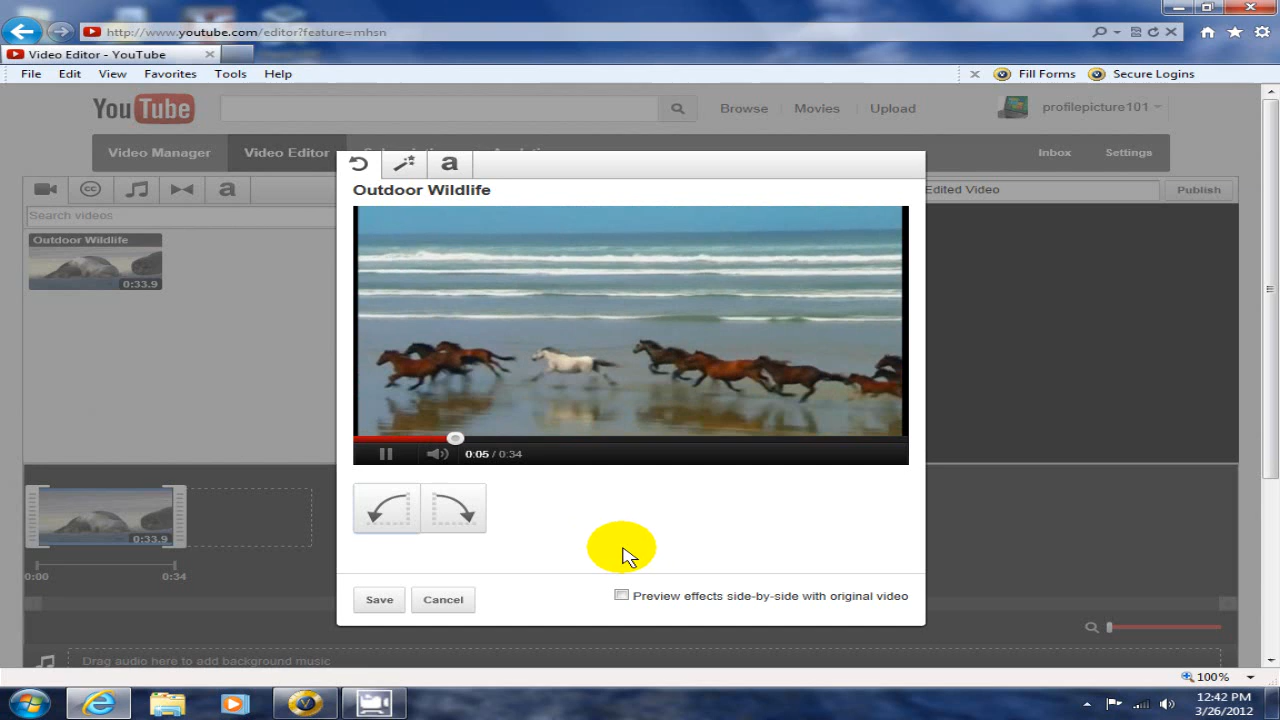 http://www.youtube.com/editor?feature=mhsn
Video Editor - YouTube
File Edit View Favorites Tools Help
Fill Forms Secure Logins
YouTube
Browse Movies Upload
profilepicture101
Video Manager Video Editor
Inbox Settings
a
Outdoor Wildlife
CC a
Edited Video Publish
Search videos
Outdoor Wildlife
0:33.9
0:05 / 0:34
0:33.9
0:00 0:34
Save Cancel Preview effects side-by-side with original video
Drag audio here to add background music
100%
12:42 PM
3/26/2012